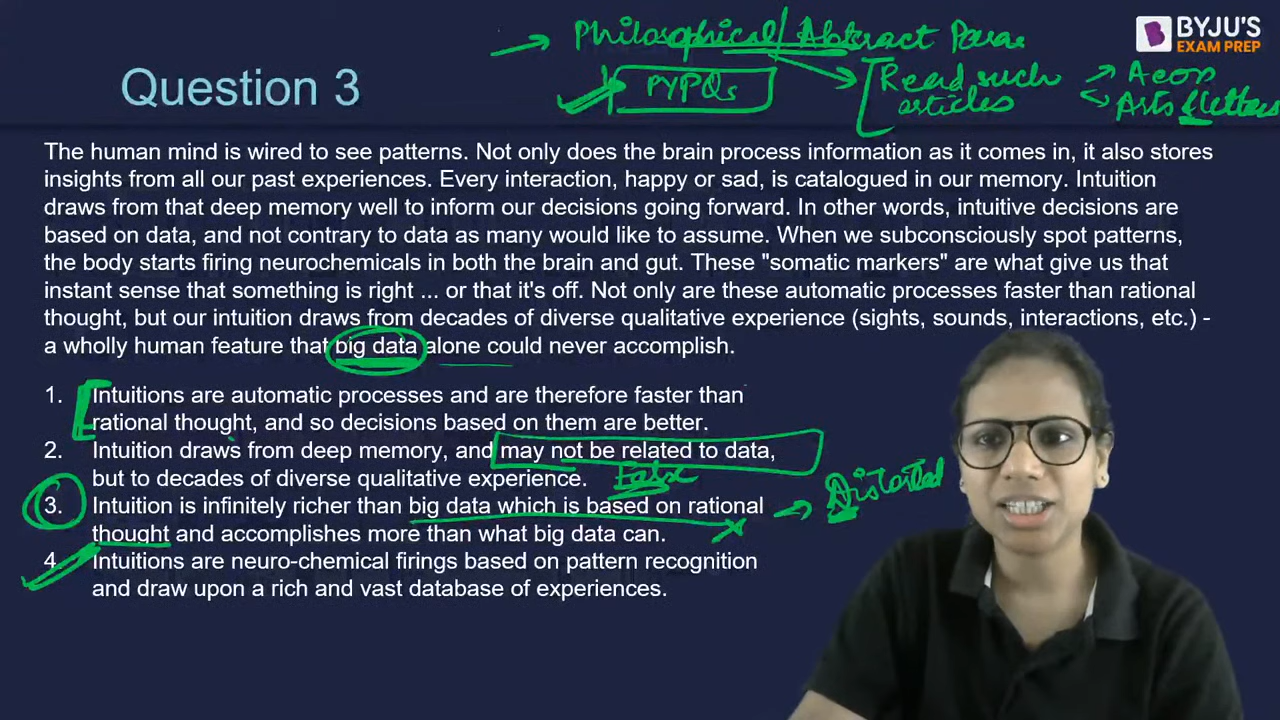 Philosophical/Abstract Para
BYJU'S
EXAM PREP
Question 3
PYPQs
Read such
articles
Aeon
Arts & letters
The human mind is wired to see patterns. Not only does the brain process information as it comes in, it also stores
insights from all our past experiences. Every interaction, happy or sad, is catalogued in our memory. Intuition
draws from that deep memory well to inform our decisions going forward. In other words, intuitive decisions are
based on data, and not contrary to data as many would like to assume. When we subconsciously spot patterns,
the body starts firing neurochemicals in both the brain and gut. These "somatic markers" are what give us that
instant sense that something is right ... or that it's off. Not only are these automatic processes faster than rational
thought, but our intuition draws from decades of diverse qualitative experience (sights, sounds, interactions, etc.) -
a wholly human feature that big data alone could never accomplish.
1. Intuitions are automatic processes and are therefore faster than
rational thought, and so decisions based on them are better.
2. Intuition draws from deep memory, and may not be related to data,
but to decades of diverse qualitative experience. False
3. Intuition is infinitely richer than big data which is based on rational
thought and accomplishes more than what big data can.
Distorted
4. Intuitions are neuro-chemical firings based on pattern recognition
and draw upon a rich and vast database of experiences.